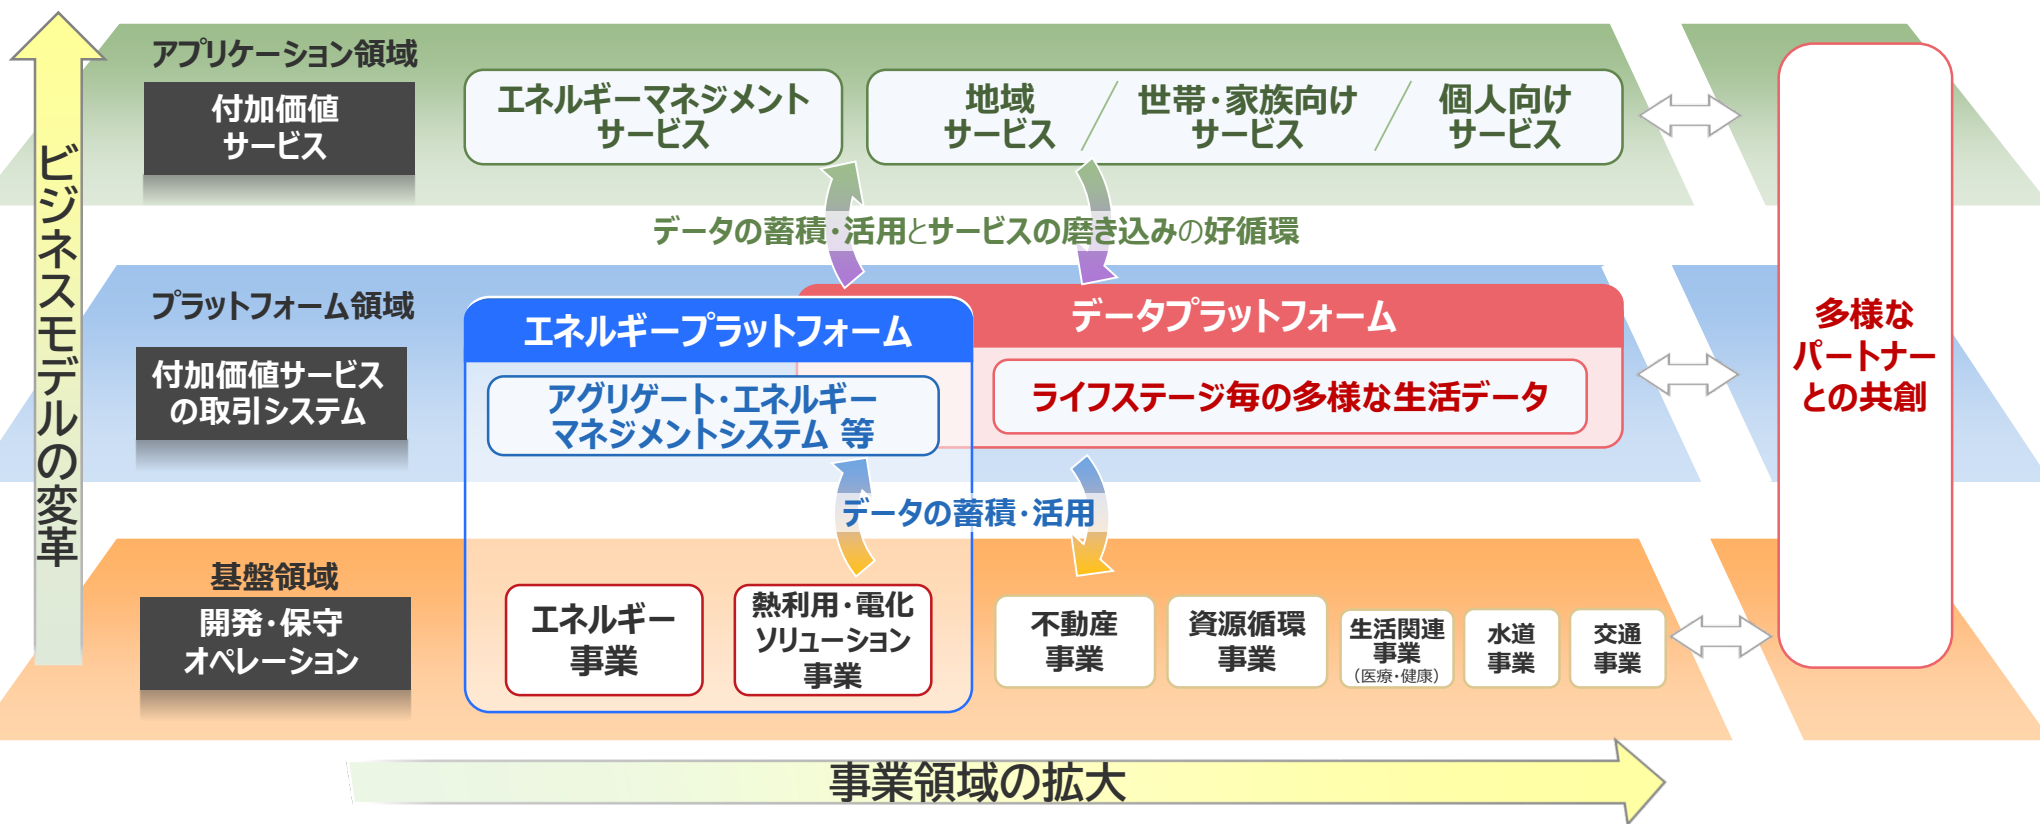 ビジネスモデルの変革
アプリケーション領域
付加価値
サービス
エネルギーマネジメント
サービス
地域
サービス
世帯・家族向け
サービス
個人向け
サービス
データの蓄積・活用とサービスの磨き込みの好循環
プラットフォーム領域
付加価値サービス
の取引システム
エネルギープラットフォーム
アグリゲート・エネルギー
マネジメントシステム 等
データプラットフォーム
ライフステージ毎の多様な生活データ
多様な
パートナー
との共創
データの蓄積・活用
基盤領域
開発・保守
オペレーション
エネルギー
事業
熱利用・電化
ソリューション
事業
不動産
事業
資源循環
事業
生活関連
事業
（医療・健康）
水道
事業
交通
事業
事業領域の拡大